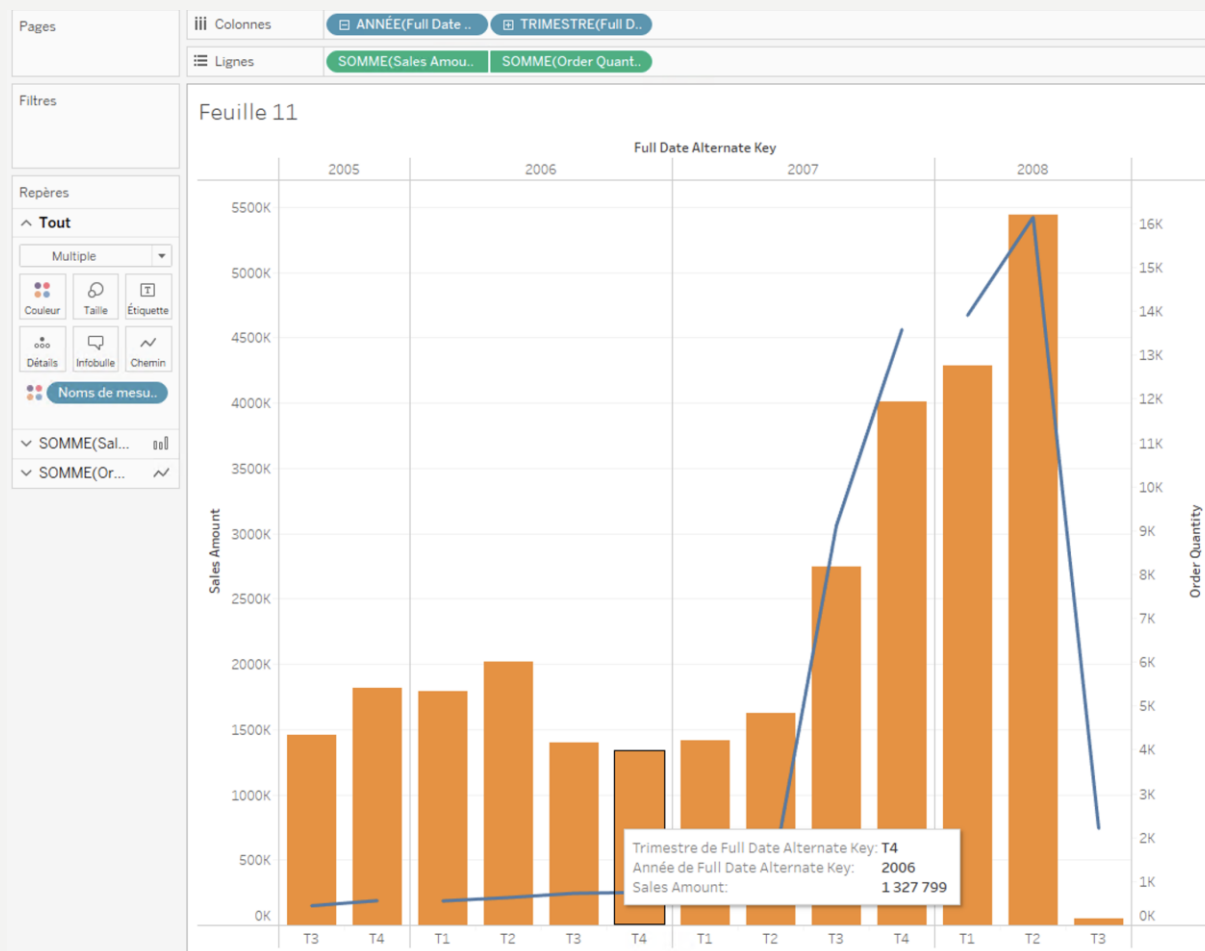 Pages
Colonnes
ANNÉE(Full Date ..
TRIMESTRE(Full D..
Lignes
SOMME(Sales Amou..
SOMME(Order Quant..
Filtres
Repères
Tout
Multiple
Couleur
Taille
Étiquette
Détails
Infobulle
Chemin
Noms de mesu..
SOMME(Sal...
SOMME(Or...
Feuille 11
Full Date Alternate Key
2005
2006
2007
2008
Sales Amount
5500K
5000K
4500K
4000K
3500K
3000K
2500K
2000K
1500K
1000K
500K
0K
Trimestre de Full Date Alternate Key: T4
Année de Full Date Alternate Key: 2006
Sales Amount: 1 327 799
16K
15K
14K
13K
12K
11K
10K
9K
8K
7K
6K
5K
4K
3K
2K
1K
0K
Order Quantity
T3 T4 T1 T2 T3 T4 T1 T2 T3 T4 T1 T2 T3